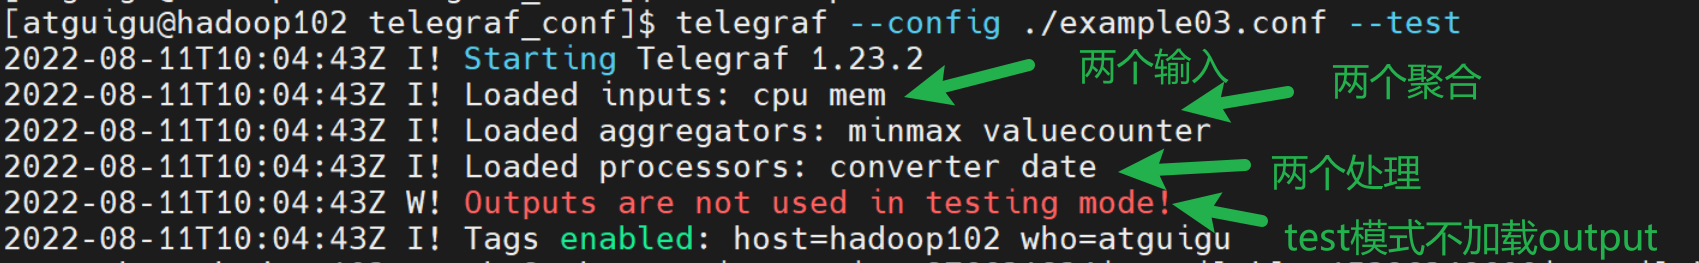 [atguigu@hadoop102 telegraf_conf]$ telegraf --config ./example03.conf --test
2022-08-11T10:04:43Z I! Starting Telegraf 1.23.2
两个输入
2022-08-11T10:04:43Z I! Loaded inputs: cpu mem
两个聚合
2022-08-11T10:04:43Z I! Loaded aggregators: minmax valuecounter
2022-08-11T10:04:43Z I! Loaded processors: converter date
两个处理
2022-08-11T10:04:43Z W! Outputs are not used in testing mode!
2022-08-11T10:04:43Z I! Tags enabled: host=hadoop102 who=atguigu
test模式不加载output